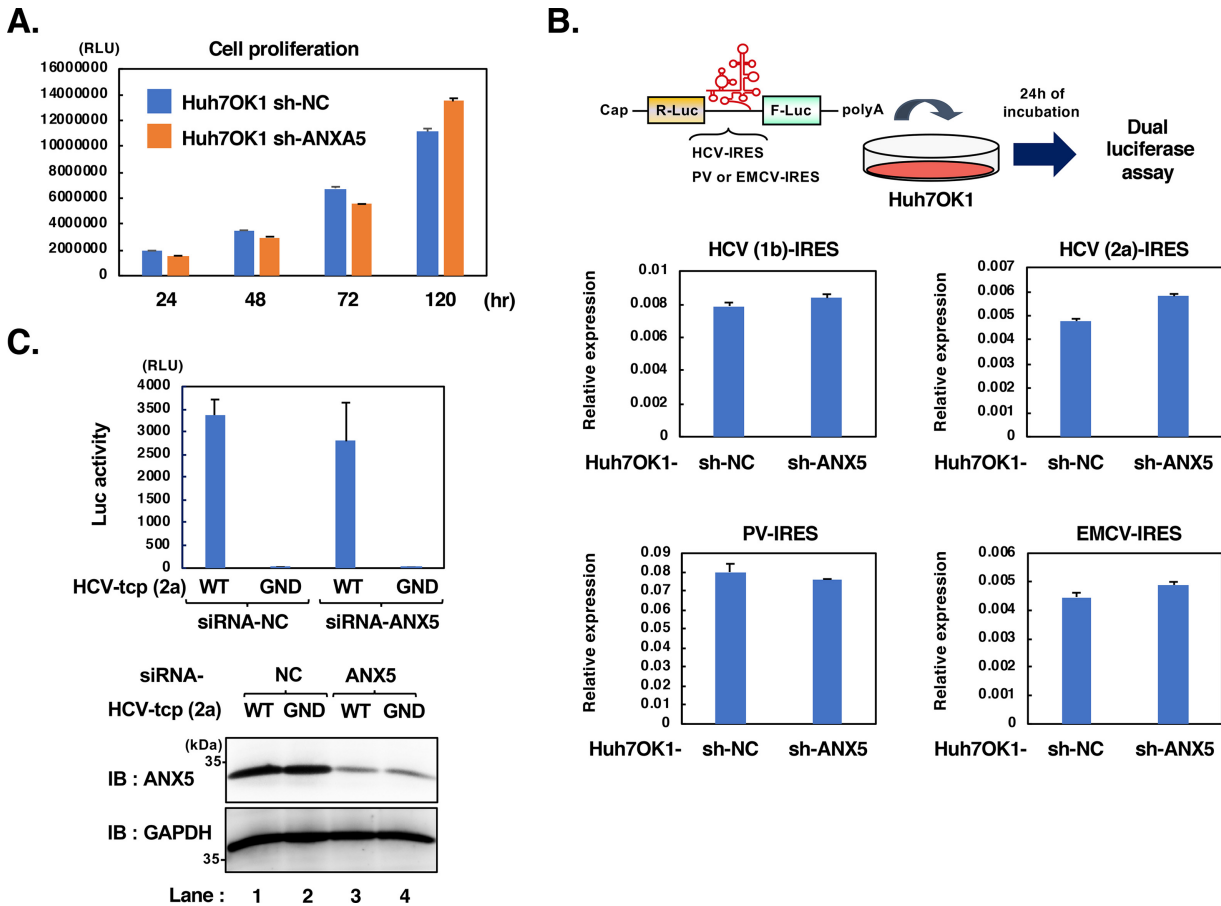 A.
(RLU)
Cell proliferation
16000000
14000000
12000000
10000000
8000000
6000000
4000000
2000000
0
Huh7OK1 sh-NC
Huh7OK1 sh-ANXA5
24 48 72 120 (hr)
B.
Cap R-Luc F-Luc polyA
HCV-IRES
PV or EMCV-IRES
Huh7OK1
24h of
incubation
Dual
luciferase
assay
HCV (1b)-IRES
Relative expression
0.01
0.008
0.006
0.004
0.002
0
Huh7OK1- sh-NC sh-ANX5
HCV (2a)-IRES
Relative expression
0.007
0.006
0.005
0.004
0.003
0.002
0.001
0
Huh7OK1- sh-NC sh-ANX5
PV-IRES
Relative expression
0.09
0.08
0.07
0.06
0.05
0.04
0.03
0.02
0.01
0
Huh7OK1- sh-NC sh-ANX5
EMCV-IRES
Relative expression
0.006
0.005
0.004
0.003
0.002
0.001
0
Huh7OK1- sh-NC sh-ANX5
C.
(RLU)
Luc activity
4000
3500
3000
2500
2000
1500
1000
500
0
HCV-tcp (2a) WT GND WT GND
siRNA-NC siRNA-ANX5
siRNA- NC ANX5
HCV-tcp (2a) WT GND WT GND
(kDa)
35
IB : ANX5
IB : GAPDH
35
Lane : 1 2 3 4